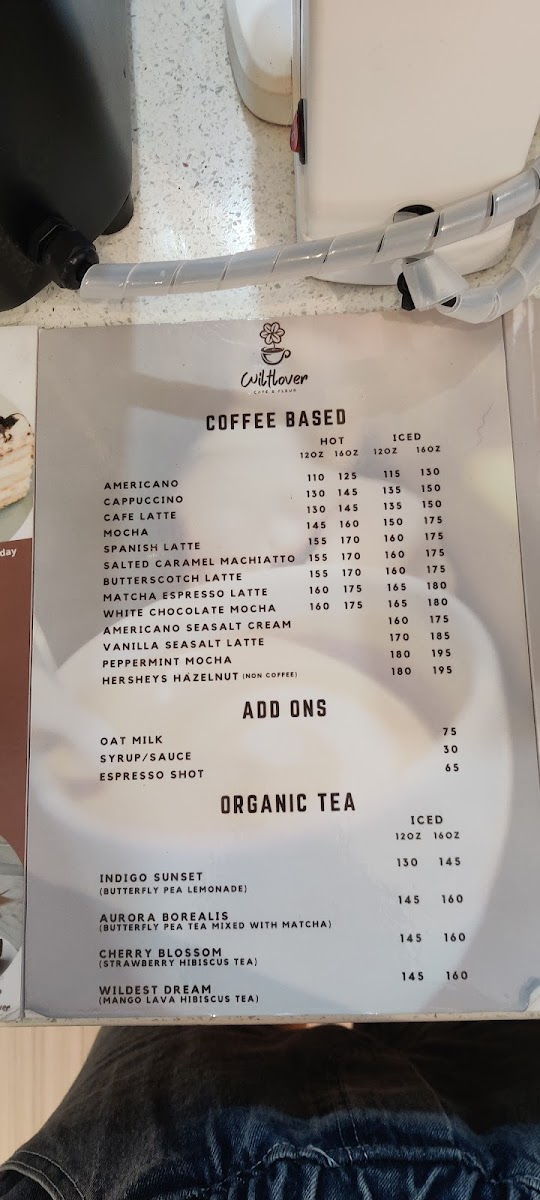 Wiltlover
CAFÉ & FLEUR
COFFEE BASED
HOT ICED
12OZ 16OZ 12OZ 16OZ
AMERICANO 110 125 115 130
CAPPUCCINO 130 145 135 150
CAFE LATTE 130 145 135 150
MOCHA 145 160 150 175
SPANISH LATTE 155 170 160 175
SALTED CARAMEL MACHIATTO 155 170 160 175
BUTTERSCOTCH LATTE 155 170 160 175
MATCHA ESPRESSO LATTE 160 175 165 180
WHITE CHOCOLATE MOCHA 160 175 165 180
AMERICANO SEASALT CREAM 160 175
VANILLA SEASALT LATTE 170 185
PEPPERMINT MOCHA 180 195
HERSHEYS HAZELNUT (NON COFFEE) 180 195
ADD ONS
OAT MILK 75
SYRUP/SAUCE 30
ESPRESSO SHOT 65
ORGANIC TEA
ICED
12OZ 16OZ
INDIGO SUNSET 130 145
(BUTTERFLY PEA LEMONADE)
AURORA BOREALIS 145 160
(BUTTERFLY PEA TEA MIXED WITH MATCHA)
CHERRY BLOSSOM 145 160
(STRAWBERRY HIBISCUS TEA)
WILDEST DREAM 145 160
(MANGO LAVA HIBISCUS TEA)
day